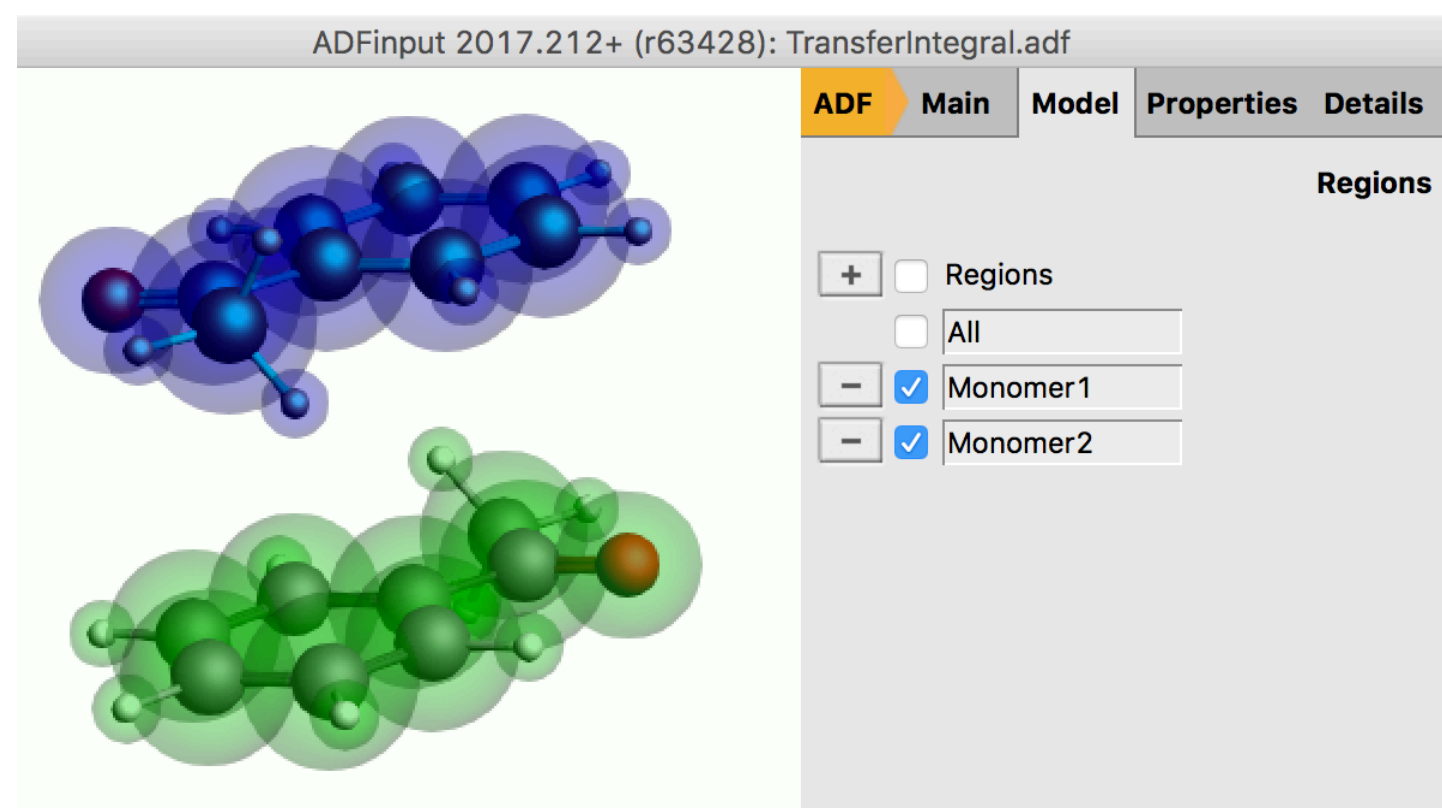 ADFinput 2017.212+ (r63428): TransferIntegral.adf
ADF Main Model Properties Details
Regions
+ Regions
All
− Monomer1
− Monomer2